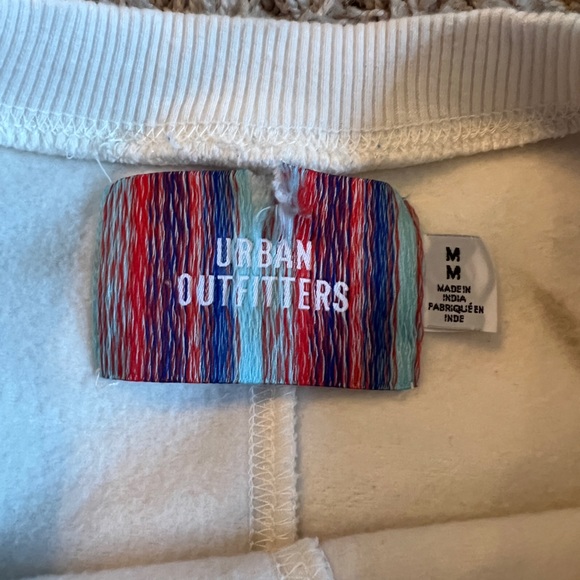 URBAN
OUTFITTERS
M
M
MADE IN
INDIA
FABRIQUÉ EN
INDE